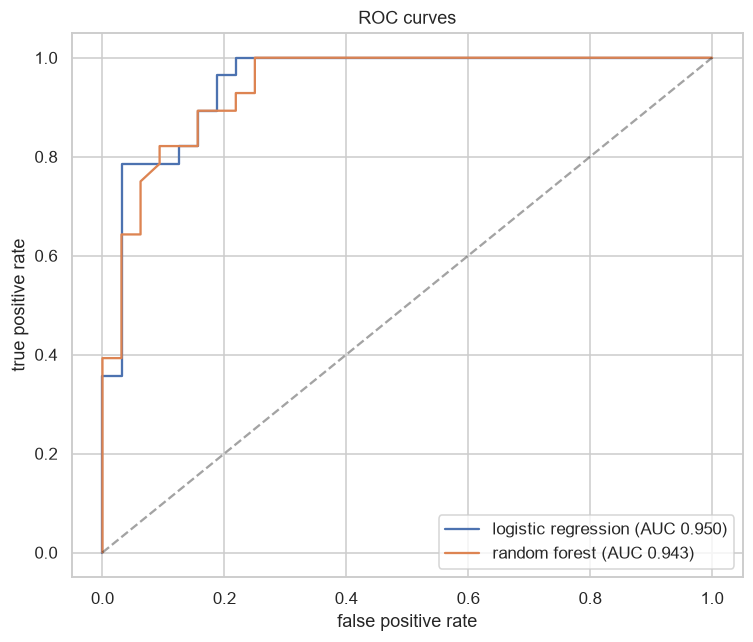 ROC curves
1.0
0.8
0.6
0.4
0.2
0.0
true positive rate
logistic regression (AUC 0.950)
random forest (AUC 0.943)
0.0 0.2 0.4 0.6 0.8 1.0
false positive rate